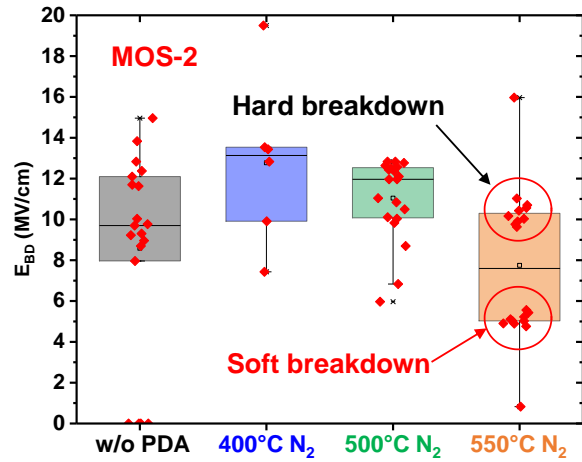 20
18
16
14
12
10
8
6
4
2
0
E_BD (MV/cm)
MOS-2
Hard breakdown
Soft breakdown
w/o PDA
400°C N₂
500°C N₂
550°C N₂